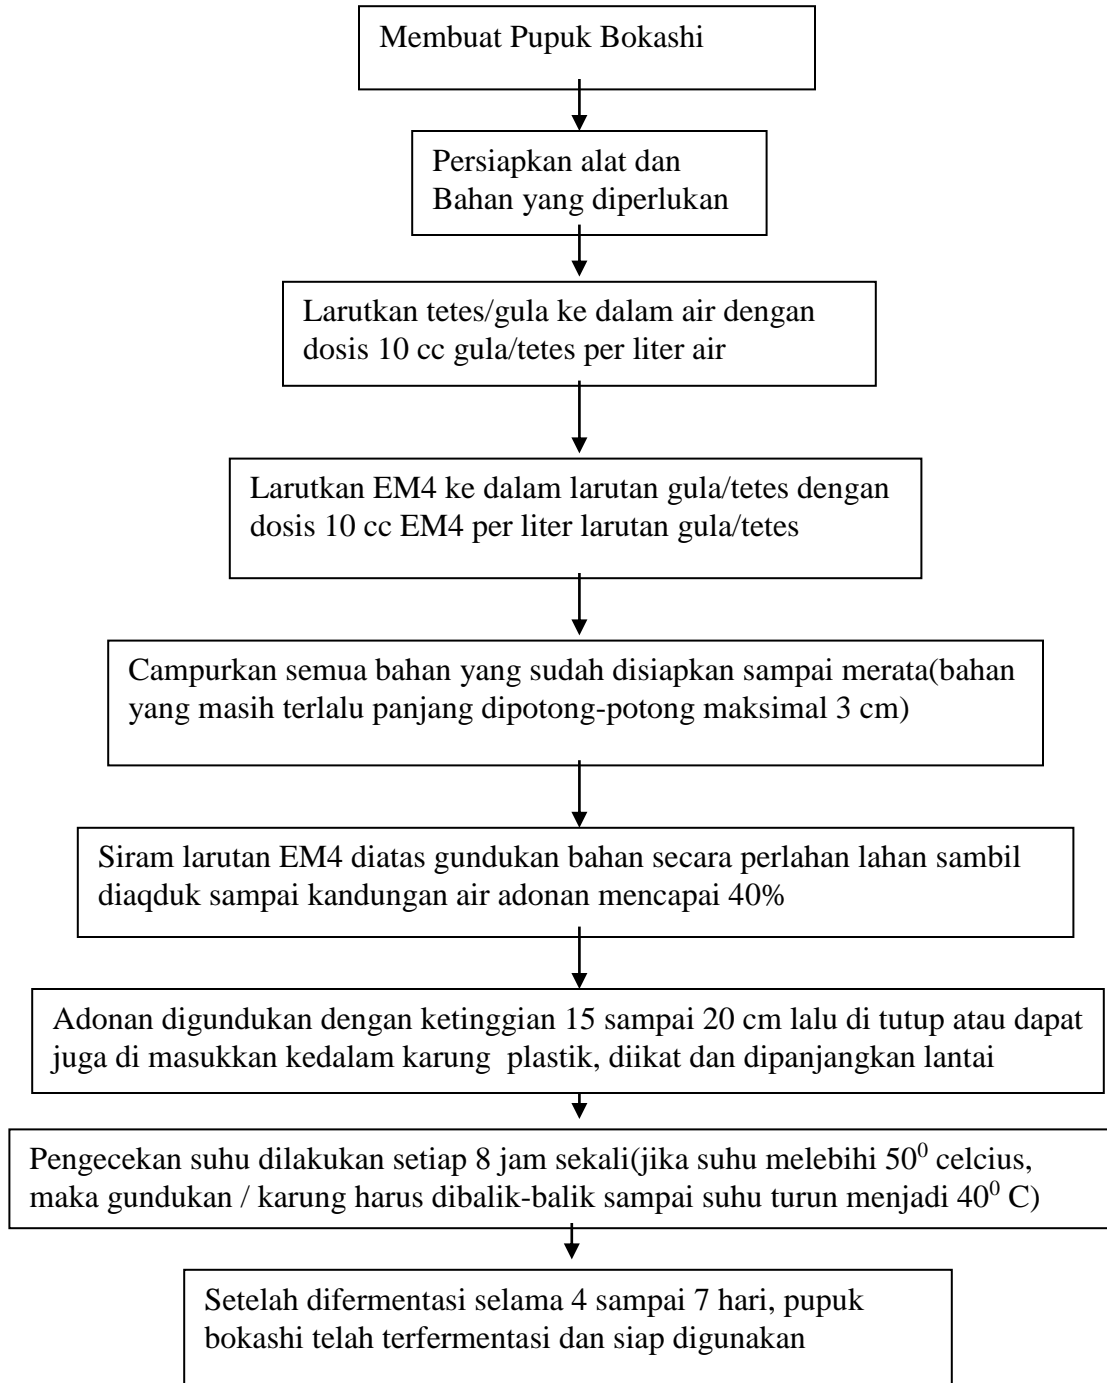 Membuat Pupuk Bokashi
Persiapkan alat dan
Bahan yang diperlukan
Larutkan tetes/gula ke dalam air dengan
dosis 10 cc gula/tetes per liter air
Larutkan EM4 ke dalam larutan gula/tetes dengan
dosis 10 cc EM4 per liter larutan gula/tetes
Campurkan semua bahan yang sudah disiapkan sampai merata(bahan
yang masih terlalu panjang dipotong-potong maksimal 3 cm)
Siram larutan EM4 diatas gundukan bahan secara perlahan lahan sambil
diaqduk sampai kandungan air adonan mencapai 40%
Adonan digundukan dengan ketinggian 15 sampai 20 cm lalu di tutup atau dapat
juga di masukkan kedalam karung  plastik, diikat dan dipanjangkan lantai
Pengecekan suhu dilakukan setiap 8 jam sekali(jika suhu melebihi 50⁰ celcius,
maka gundukan / karung harus dibalik-balik sampai suhu turun menjadi 40⁰ C)
Setelah difermentasi selama 4 sampai 7 hari, pupuk
bokashi telah terfermentasi dan siap digunakan